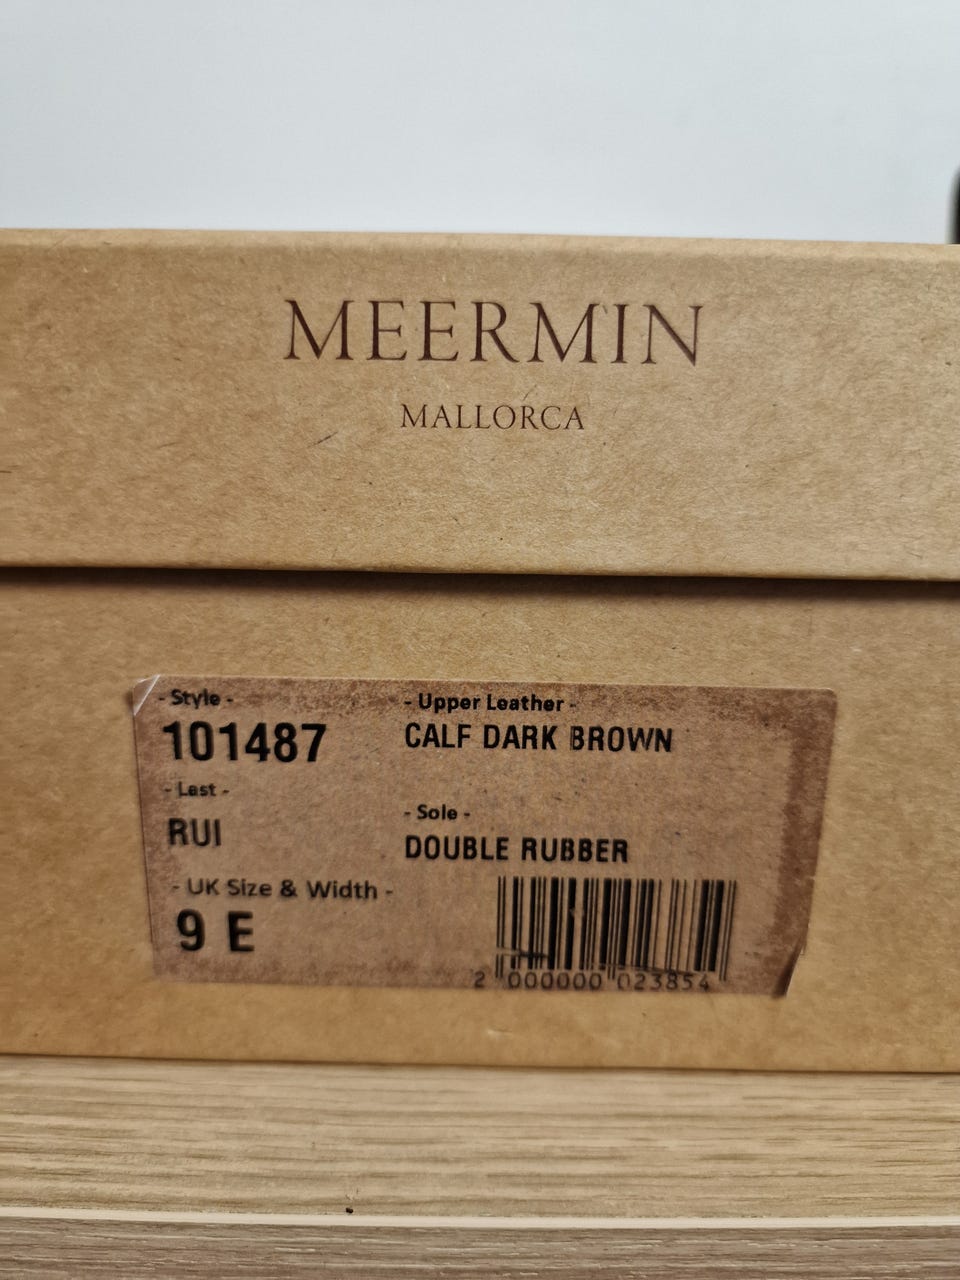 MEERMIN
MALLORCA
- Style -
101487
- Last -
RUI
- UK Size & Width -
9 E
- Upper Leather -
CALF DARK BROWN
- Sole -
DOUBLE RUBBER
2 000000 023854